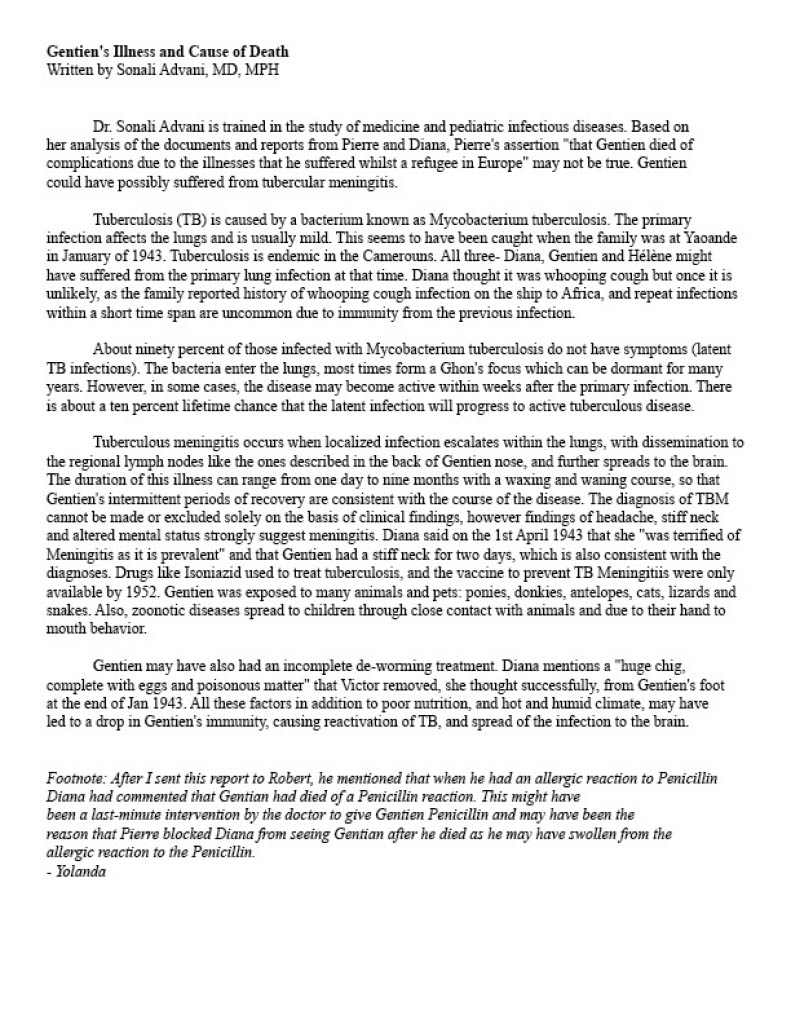 Gentien's Illness and Cause of Death
Written by Sonali Advani, MD, MPH
Dr. Sonali Advani is trained in the study of medicine and pediatric infectious diseases. Based on
her analysis of the documents and reports from Pierre and Diana, Pierre's assertion "that Gentien died of
complications due to the illnesses that he suffered whilst a refugee in Europe" may not be true. Gentien
could have possibly suffered from tubercular meningitis.
Tuberculosis (TB) is caused by a bacterium known as Mycobacterium tuberculosis. The primary
infection affects the lungs and is usually mild. This seems to have been caught when the family was at Yaoande
in January of 1943. Tuberculosis is endemic in the Camerouns. All three- Diana, Gentien and Hélène might
have suffered from the primary lung infection at that time. Diana thought it was whooping cough but once it is
unlikely, as the family reported history of whooping cough infection on the ship to Africa, and repeat infections
within a short time span are uncommon due to immunity from the previous infection.
About ninety percent of those infected with Mycobacterium tuberculosis do not have symptoms (latent
TB infections). The bacteria enter the lungs, most times form a Ghon's focus which can be dormant for many
years. However, in some cases, the disease may become active within weeks after the primary infection. There
is about a ten percent lifetime chance that the latent infection will progress to active tuberculous disease.
Tuberculous meningitis occurs when localized infection escalates within the lungs, with dissemination to
the regional lymph nodes like the ones described in the back of Gentien nose, and further spreads to the brain.
The duration of this illness can range from one day to nine months with a waxing and waning course, so that
Gentien's intermittent periods of recovery are consistent with the course of the disease. The diagnosis of TBM
cannot be made or excluded solely on the basis of clinical findings, however findings of headache, stiff neck
and altered mental status strongly suggest meningitis. Diana said on the 1st April 1943 that she "was terrified of
Meningitis as it is prevalent" and that Gentien had a stiff neck for two days, which is also consistent with the
diagnoses. Drugs like Isoniazid used to treat tuberculosis, and the vaccine to prevent TB Meningitiis were only
available by 1952. Gentien was exposed to many animals and pets: ponies, donkies, antelopes, cats, lizards and
snakes. Also, zoonotic diseases spread to children through close contact with animals and due to their hand to
mouth behavior.
Gentien may have also had an incomplete de-worming treatment. Diana mentions a "huge chig,
complete with eggs and poisonous matter" that Victor removed, she thought successfully, from Gentien's foot
at the end of Jan 1943. All these factors in addition to poor nutrition, and hot and humid climate, may have
led to a drop in Gentien's immunity, causing reactivation of TB, and spread of the infection to the brain.
Footnote: After I sent this report to Robert, he mentioned that when he had an allergic reaction to Penicillin
Diana had commented that Gentian had died of a Penicillin reaction. This might have
been a last-minute intervention by the doctor to give Gentien Penicillin and may have been the
reason that Pierre blocked Diana from seeing Gentian after he died as he may have swollen from the
allergic reaction to the Penicillin.
- Yolanda